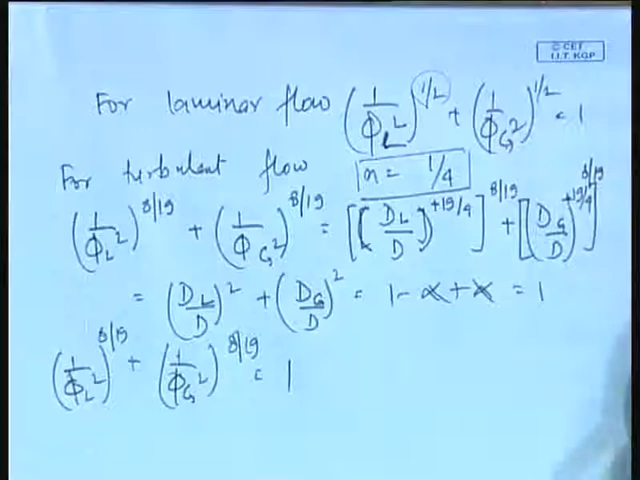 © CET
I.I.T. KGP
For laminar flow (1/Φ_L²)^1/2 + (1/Φ_G²)^1/2 = 1
For turbulent flow n = 1/4
(1/Φ_L²)^8/19 + (1/Φ_G²)^8/19 = [(D_L/D)^+19/4]^8/19 + [(D_G/D)^+19/4]^8/19
= (D_L/D)² + (D_G/D)² = 1 - α + α = 1
(1/Φ_L²)^8/19 + (1/Φ_G²)^8/19 = 1